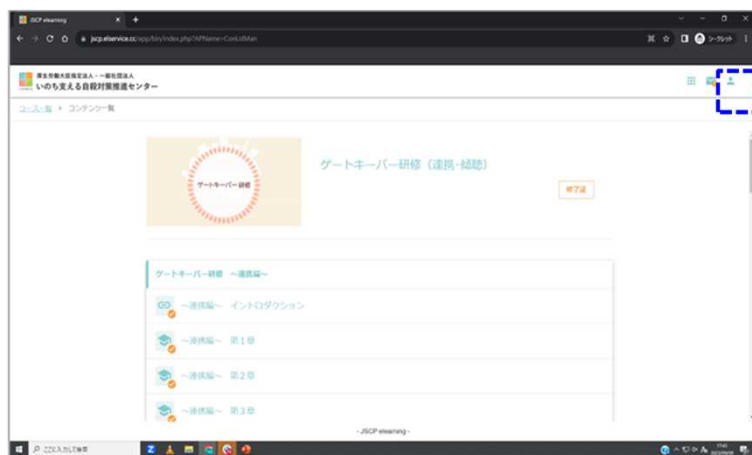 JSCP elearning
jscp.elservice.cc/app/bin/index.php?APName=ConListMan
シークレット
厚生労働大臣指定法人・一般社団法人
いのち支える自殺対策推進センター
コース一覧 › コンテンツ一覧
ゲートキーパー研修
ゲートキーパー研修（連携・傾聴）
修了証
ゲートキーパー研修 ～連携編～
～連携編～ イントロダクション
～連携編～ 第1章
～連携編～ 第2章
～連携編～ 第3章
- JSCP elearning -
ここに入力して検索